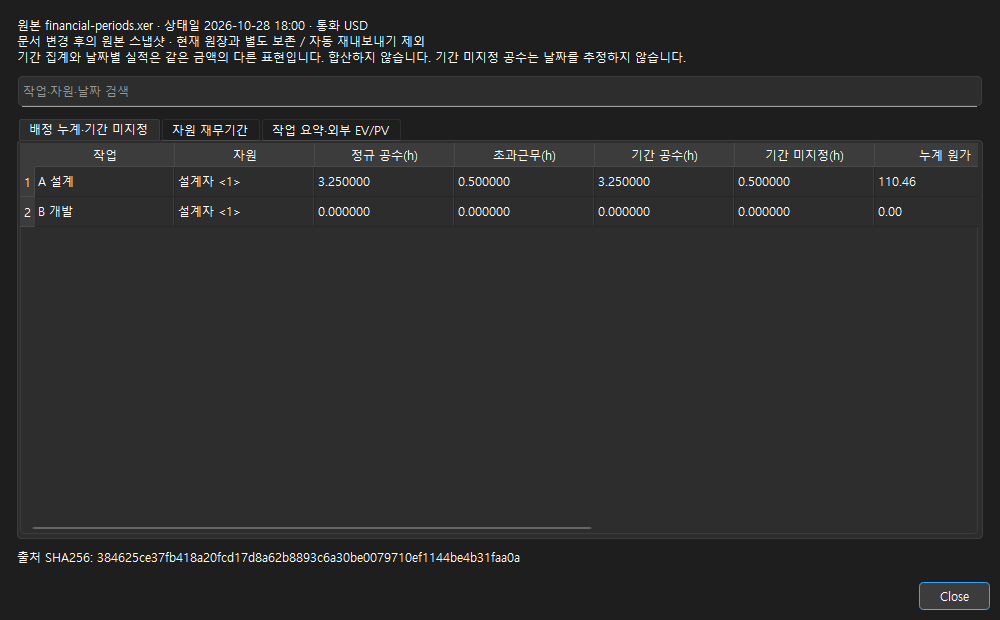 원본 financial-periods.xer · 상태일 2026-10-28 18:00 · 통화 USD
문서 변경 후의 원본 스냅샷 · 현재 원장과 별도 보존 / 자동 재내보내기 제외
기간 집계와 날짜별 실적은 같은 금액의 다른 표현입니다. 합산하지 않습니다. 기간 미지정 공수는 날짜를 추정하지 않습니다.
작업·자원·날짜 검색
배정 누계·기간 미지정 자원 재무기간 작업 요약·외부 EV/PV
작업 자원 정규 공수(h) 초과근무(h) 기간 공수(h) 기간 미지정(h) 누계 원가
1 A 설계 설계자 <1> 3.250000 0.500000 3.250000 0.500000 110.46
2 B 개발 설계자 <1> 0.000000 0.000000 0.000000 0.000000 0.00
출처 SHA256: 384625ce37fb418a20fcd17d8a62b8893c6a30be0079710ef1144be4b31faa0a
Close